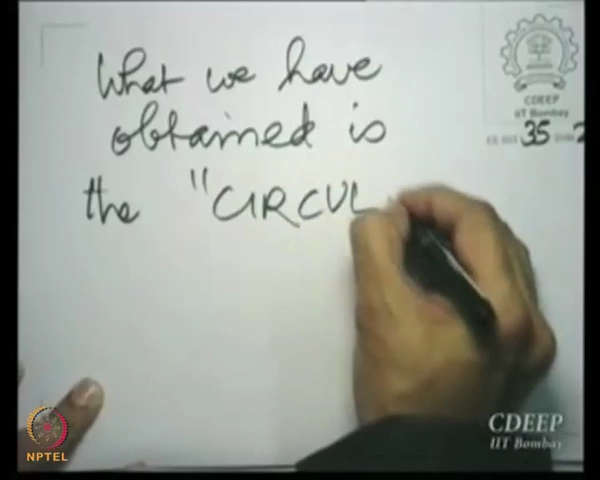 What we have
obtained is
the "CIRCUL
CDEEP
IIT Bombay
35
CDEEP
IIT Bombay
NPTEL